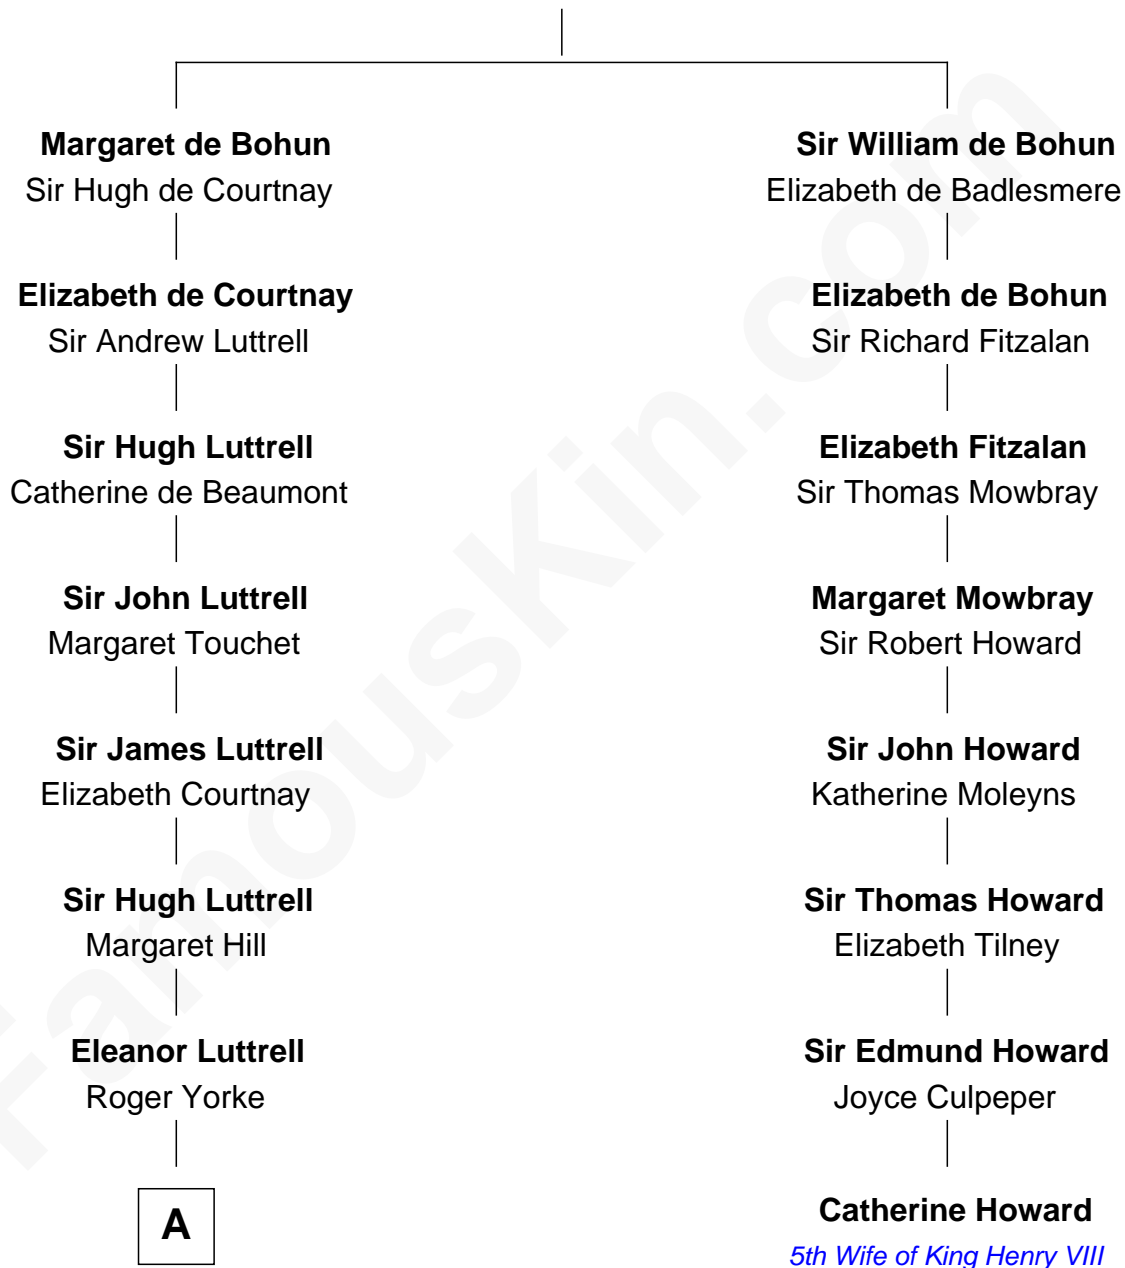 Margaret de Bohun
Sir Hugh de Courtnay
Elizabeth de Courtnay
Sir Andrew Luttrell
Sir Hugh Luttrell
Catherine de Beaumont
Sir John Luttrell
Margaret Touchet
Sir James Luttrell
Elizabeth Courtnay
Sir Hugh Luttrell
Margaret Hill
Eleanor Luttrell
Roger Yorke
A
Sir William de Bohun
Elizabeth de Badlesmere
Elizabeth de Bohun
Sir Richard Fitzalan
Elizabeth Fitzalan
Sir Thomas Mowbray
Margaret Mowbray
Sir Robert Howard
Sir John Howard
Katherine Moleyns
Sir Thomas Howard
Elizabeth Tilney
Sir Edmund Howard
Joyce Culpeper
Catherine Howard
5th Wife of King Henry VIII
FamousKin.com